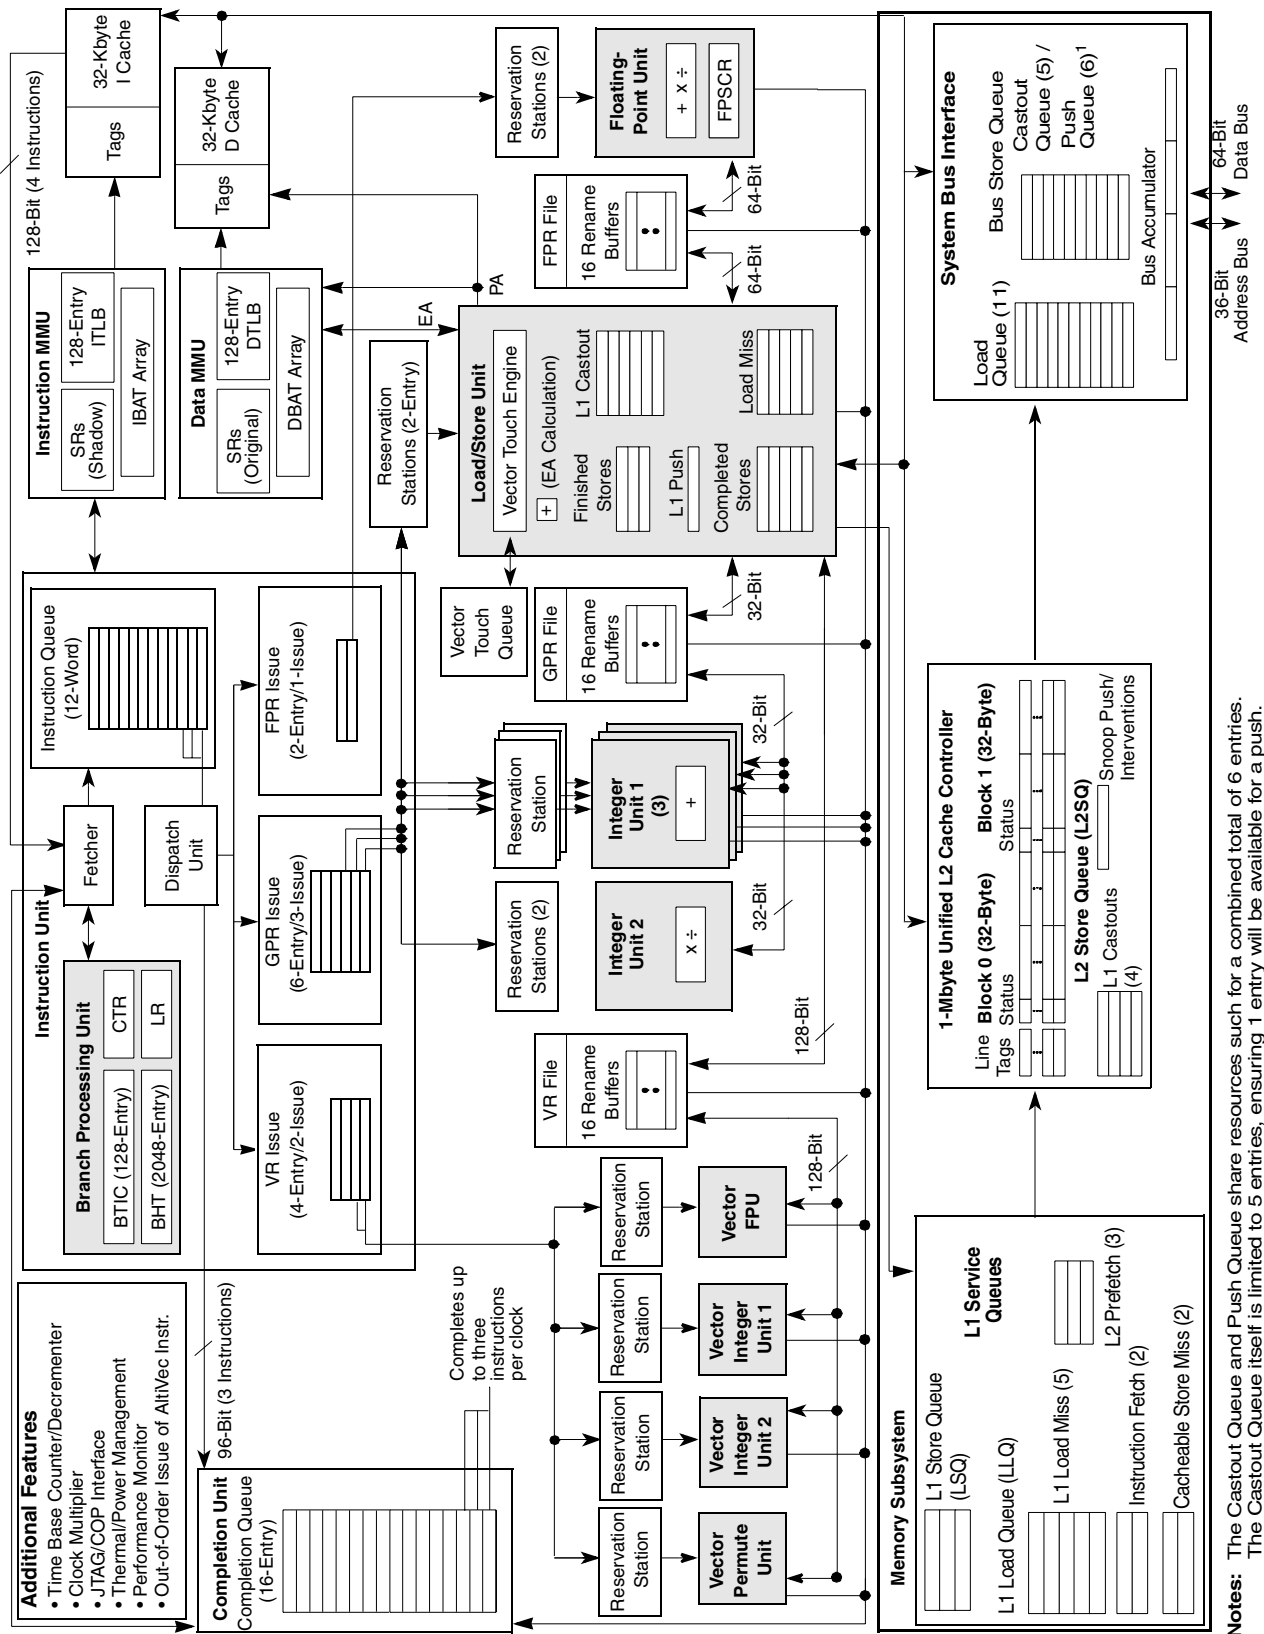 Additional Features
• Time Base Counter/Decrementer
• Clock Multiplier
• JTAG/COP Interface
• Thermal/Power Management
• Performance Monitor
• Out-of-Order Issue of AltiVec Instr.
96-Bit (3 Instructions)
Completion Unit
Completion Queue
(16-Entry)
Completes up
to three
instructions
per clock
Instruction Unit
Branch Processing Unit
BTIC (128-Entry)
CTR
BHT (2048-Entry)
LR
Fetcher
Dispatch
Unit
Instruction Queue
(12-Word)
VR Issue
(4-Entry/2-Issue)
GPR Issue
(6-Entry/3-Issue)
FPR Issue
(2-Entry/1-Issue)
128-Bit (4 Instructions)
Instruction MMU
SRs
(Shadow)
128-Entry
ITLB
IBAT Array
Data MMU
SRs
(Original)
128-Entry
DTLB
DBAT Array
Tags
32-Kbyte
I Cache
Tags
32-Kbyte
D Cache
EA
PA
Reservation
Stations (2-Entry)
Vector
Touch
Queue
Load/Store Unit
Vector Touch Engine
+
(EA Calculation)
Finished
Stores
L1 Castout
L1 Push
Completed
Stores
Load Miss
Reservation
Station
Reservation
Station
Reservation
Station
Reservation
Station
Vector
Permute
Unit
Vector
Integer
Unit 2
Vector
Integer
Unit 1
Vector
FPU
VR File
16 Rename
Buffers
128-Bit
128-Bit
Reservation
Stations (2)
Integer
Unit 2
x ÷
32-Bit
Reservation
Station
Integer
Unit 1
(3)
+
32-Bit
GPR File
16 Rename
Buffers
32-Bit
FPR File
16 Rename
Buffers
64-Bit
64-Bit
Reservation
Stations (2)
Floating-
Point Unit
+ x ÷
FPSCR
Memory Subsystem
L1 Store Queue
(LSQ)
L1 Service
Queues
L1 Load Queue (LLQ)
L1 Load Miss (5)
L2 Prefetch (3)
Instruction Fetch (2)
Cacheable Store Miss (2)
1-Mbyte Unified L2 Cache Controller
Line
Tags
Block 0 (32-Byte)
Status
Block 1 (32-Byte)
Status
L2 Store Queue (L2SQ)
L1 Castouts
(4)
Snoop Push/
Interventions
System Bus Interface
Load
Queue (11)
Bus Store Queue
Castout
Queue (5) /
Push
Queue (6)1
Bus Accumulator
36-Bit
Address Bus
64-Bit
Data Bus
Notes: The Castout Queue and Push Queue share resources such for a combined total of 6 entries.
The Castout Queue itself is limited to 5 entries, ensuring 1 entry will be available for a push.